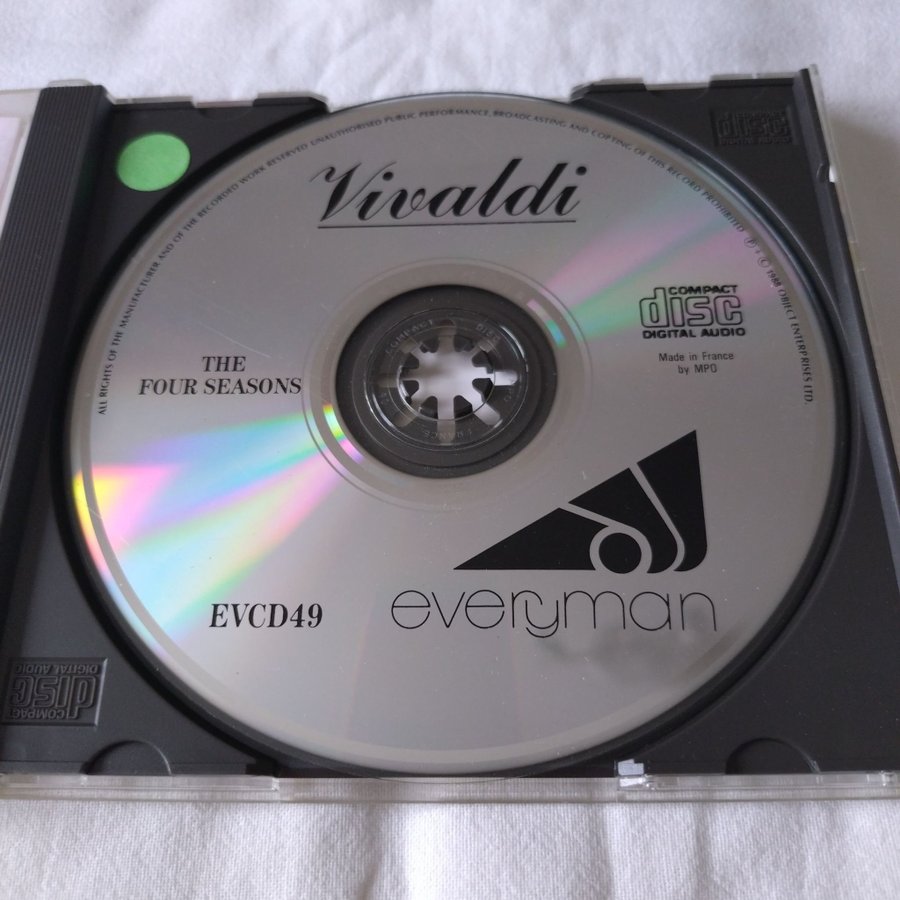 ALL RIGHTS OF THE MANUFACTURER AND OF THE RECORDED WORK RESERVED UNAUTHORISED PUBLIC PERFORMANCE, BROADCASTING AND COPYING OF THIS RECORD PROHIBITED ℗ + © 1988 OBJECT ENTERPRISES LTD.
Vivaldi
COMPACT
disc
DIGITAL AUDIO
THE
FOUR SEASONS
Made in France
by MPO
EVCD49
everyman
disc
DIGITAL AUDIO
COMPACT
disc
DIGITAL AUDIO
COMPACT